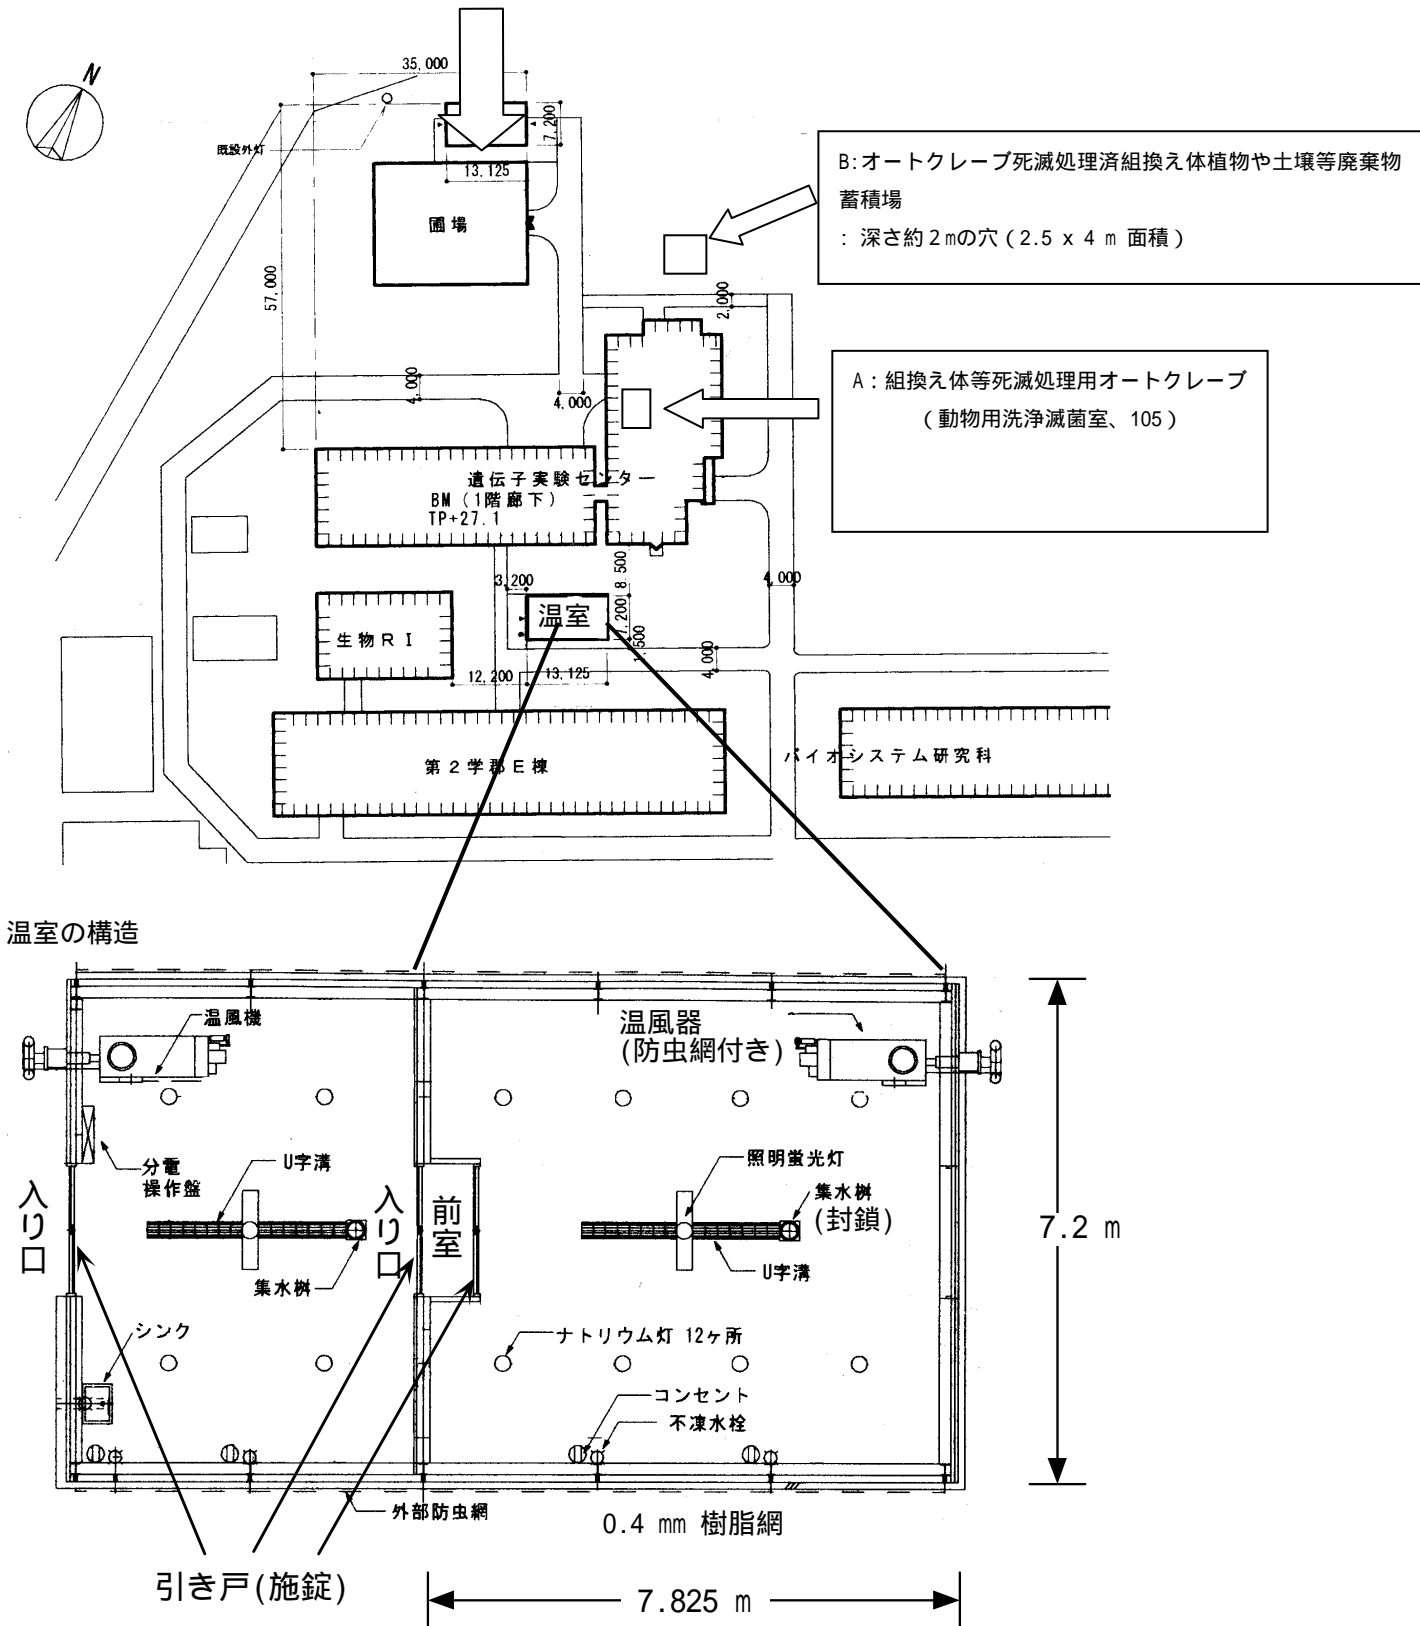 N
35,000
既設外灯
7,200
13,125
圃場
57,000
B:オートクレーブ死滅処理済組換え体植物や土壌等廃棄物
蓄積場
: 深さ約2mの穴(2.5 x 4 m 面積)
2,000
4,000
4,000
A:組換え体等死滅処理用オートクレーブ
(動物用洗浄滅菌室、105)
遺伝子実験センター
BM (1階廊下)
TP+27.1
8,500
3,200
4,000
温室
7,200
1,500
生物RI
12,200
13,125
4,000
第2学群E棟
バイオシステム研究科
温室の構造
温風機
温風器
(防虫網付き)
分電
操作盤
U字溝
照明蛍光灯
集水桝
(封鎖)
入り口
入り口
前室
7.2 m
集水桝
U字溝
シンク
ナトリウム灯 12ヶ所
コンセント
不凍水栓
外部防虫網
0.4 mm 樹脂網
引き戸(施錠)
7.825 m